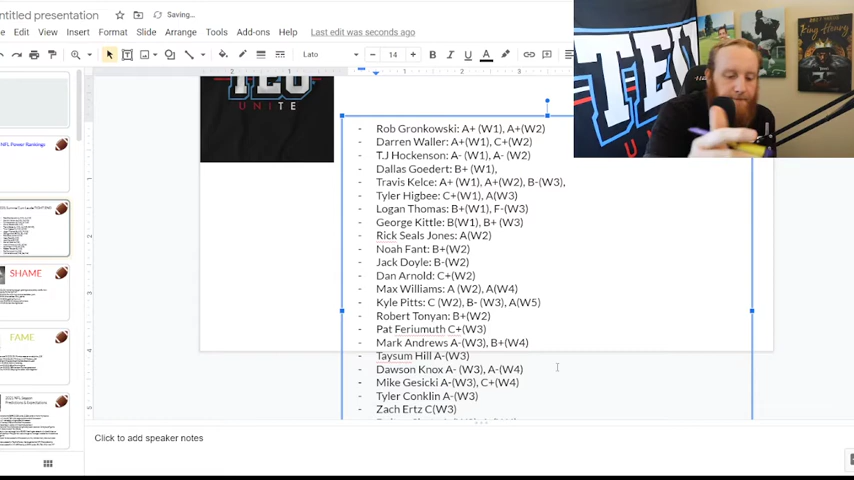 ntitled presentation
Saving...
Edit View Insert Format Slide Arrange Tools Add-ons Help Last edit was seconds ago
Lato 14
UNITE
Rob Gronkowski: A+ (W1), A+(W2)
Darren Waller: A+(W1), C+(W2)
T.J Hockenson: A- (W1), A- (W2)
Dallas Goedert: B+ (W1),
Travis Kelce: A+ (W1), A+(W2), B-(W3),
Tyler Higbee: C+(W1), A(W3)
Logan Thomas: B+(W1), F-(W3)
George Kittle: B(W1), B+ (W3)
Rick Seals Jones: A(W2)
Noah Fant: B+(W2)
Jack Doyle: B-(W2)
Dan Arnold: C+(W2)
Max Williams: A (W2), A(W4)
Kyle Pitts: C (W2), B- (W3), A(W5)
Robert Tonyan: B+(W2)
Pat Feriumuth C+(W3)
Mark Andrews A-(W3), B+(W4)
Taysum Hill A-(W3)
Dawson Knox A- (W3), A-(W4)
Mike Gesicki A-(W3), C+(W4)
Tyler Conklin A-(W3)
Zachh Ertz C(W3)
NFL Power Rankings
SHAME
FAME
2021 NFL Season
Predictions & Expectations
Click to add speaker notes
TEU
King Henry